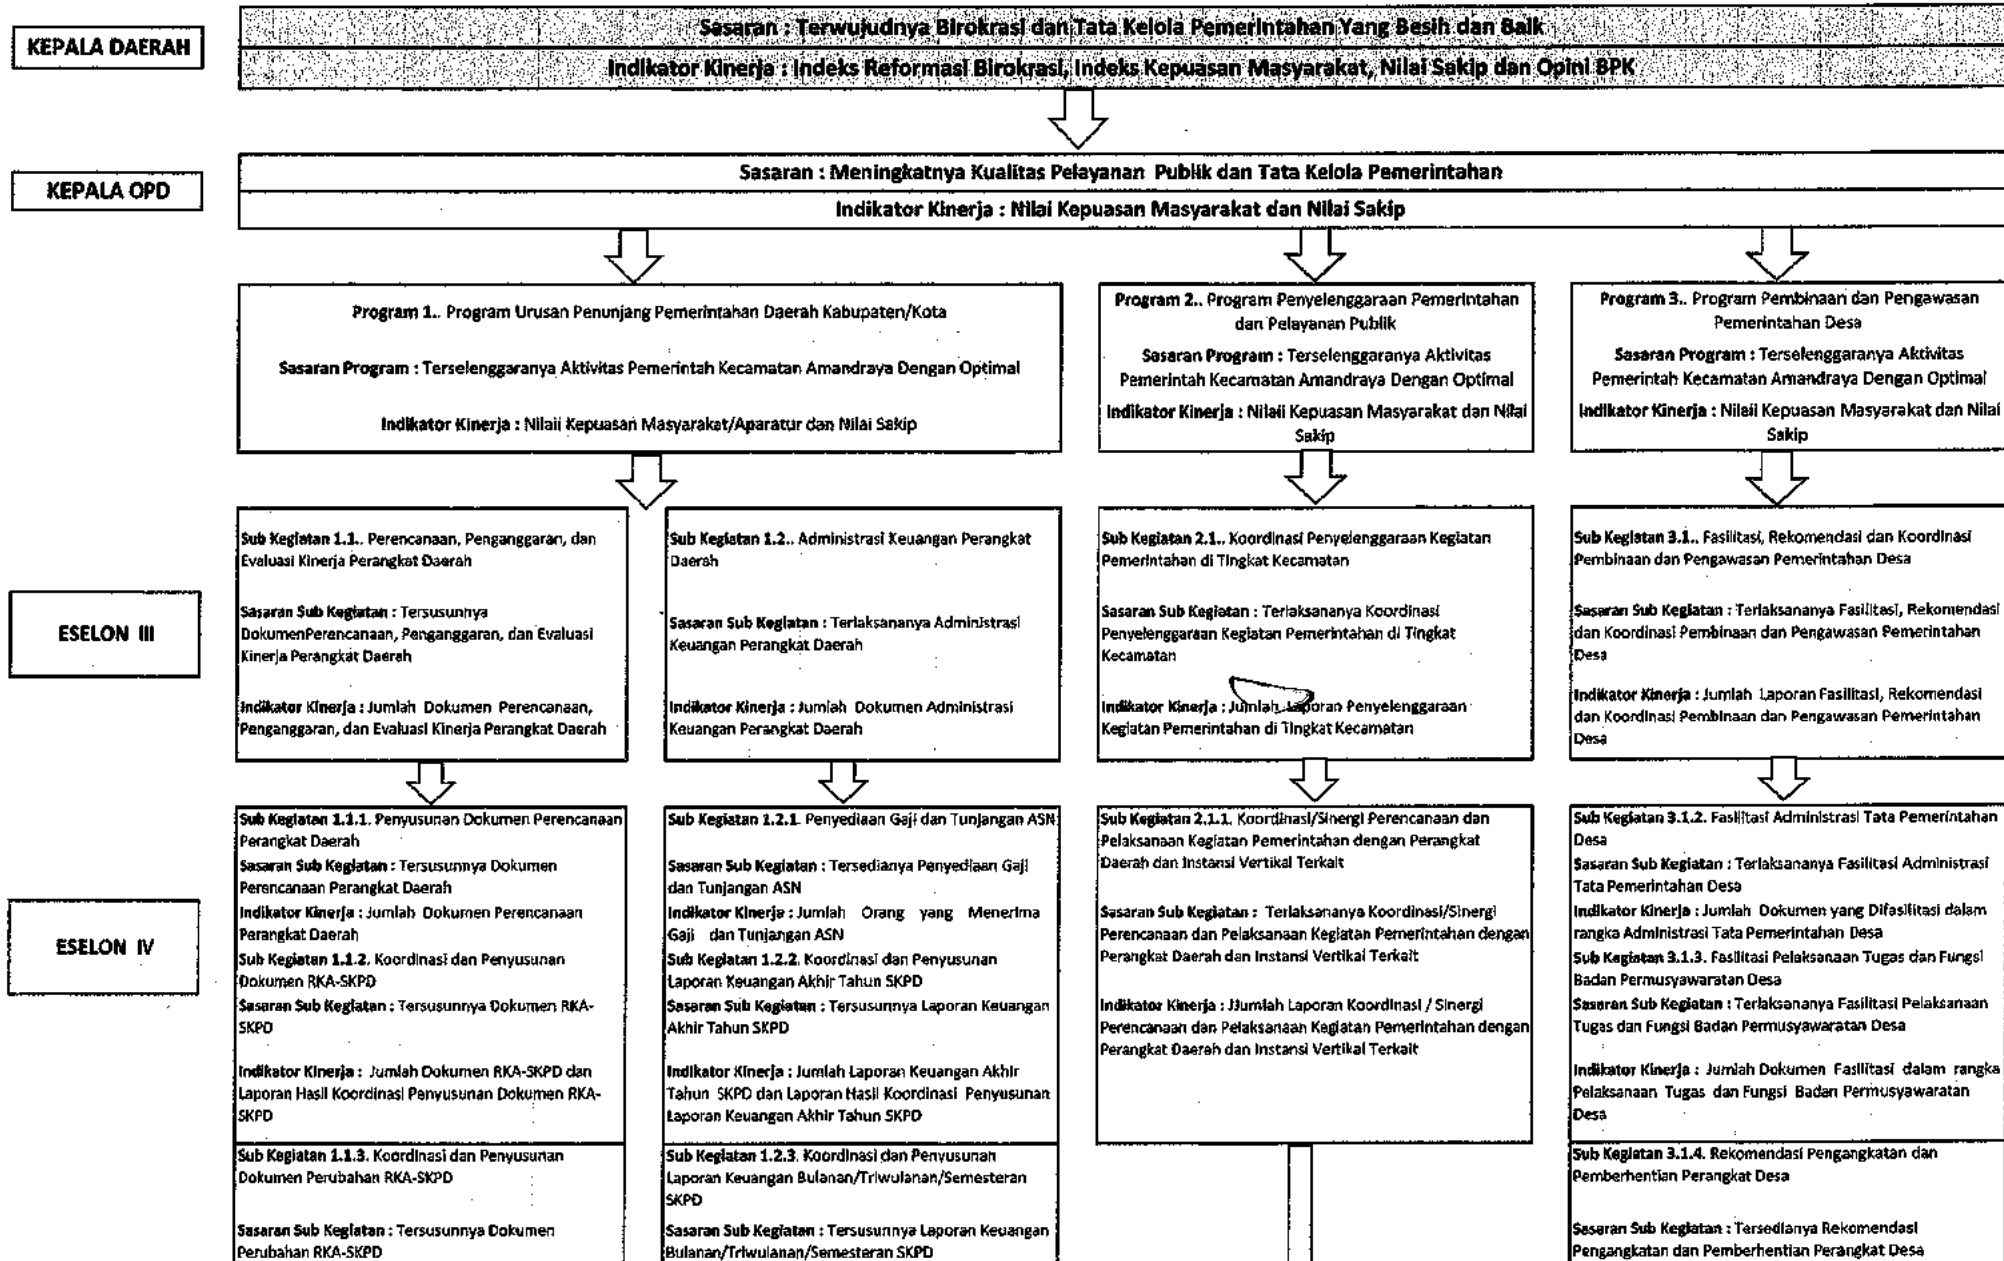 KEPALA DAERAH
Sasaran : Terwujudnya Birokrasi dan Tata Kelola Pemerintahan Yang Besih dan Baik
Indikator Kinerja : Indeks Reformasi Birokrasi, Indeks Kepuasan Masyarakat, Nilai Sakip dan Opini BPK
KEPALA OPD
Sasaran : Meningkatnya Kualitas Pelayanan Publik dan Tata Kelola Pemerintahan
Indikator Kinerja : Nilai Kepuasan Masyarakat dan Nilai Sakip
Program 1.. Program Urusan Penunjang Pemerintahan Daerah Kabupaten/Kota
Sasaran Program : Terselenggaranya Aktivitas Pemerintah Kecamatan Amandraya Dengan Optimal
Indikator Kinerja : Nilaii Kepuasan Masyarakat/Aparatur dan Nilai Sakip
Program 2.. Program Penyelenggaraan Pemerintahan
dan Pelayanan Publik
Sasaran Program : Terselenggaranya Aktivitas
Pemerintah Kecamatan Amandraya Dengan Optimal
Indikator Kinerja : Nilaii Kepuasan Masyarakat dan Nilai
Sakip
Program 3.. Program Pembinaan dan Pengawasan
Pemerintahan Desa
Sasaran Program : Terselenggaranya Aktivitas
Pemerintah Kecamatan Amandraya Dengan Optimal
Indikator Kinerja : Nilaii Kepuasan Masyarakat dan Nilai
Sakip
ESELON III
Sub Kegiatan 1.1.. Perencanaan, Penganggaran, dan
Evaluasi Kinerja Perangkat Daerah
Sasaran Sub Kegiatan : Tersusunnya
DokumenPerencanaan, Penganggaran, dan Evaluasi
Kinerja Perangkat Daerah
Indikator Kinerja : Jumlah Dokumen Perencanaan,
Penganggaran, dan Evaluasi Kinerja Perangkat Daerah
Sub Kegiatan 1.2.. Administrasi Keuangan Perangkat
Daerah
Sasaran Sub Kegiatan : Terlaksananya Administrasi
Keuangan Perangkat Daerah
Indikator Kinerja : Jumlah Dokumen Administrasi
Keuangan Perangkat Daerah
Sub Kegiatan 2.1.. Koordinasi Penyelenggaraan Kegiatan
Pemerintahan di Tingkat Kecamatan
Sasaran Sub Kegiatan : Terlaksananya Koordinasi
Penyelenggaraan Kegiatan Pemerintahan di Tingkat
Kecamatan
Indikator Kinerja : Jumlah Laporan Penyelenggaraan
Kegiatan Pemerintahan di Tingkat Kecamatan
Sub Kegiatan 3.1.. Fasilitasi, Rekomendasi dan Koordinasi
Pembinaan dan Pengawasan Pemerintahan Desa
Sasaran Sub Kegiatan : Terlaksananya Fasilitasi, Rekomendasi
dan Koordinasi Pembinaan dan Pengawasan Pemerintahan
Desa
Indikator Kinerja : Jumlah Laporan Fasilitasi, Rekomendasi
dan Koordinasi Pembinaan dan Pengawasan Pemerintahan
Desa
ESELON IV
Sub Kegiatan 1.1.1. Penyusunan Dokumen Perencanaan
Perangkat Daerah
Sasaran Sub Kegiatan : Tersusunnya Dokumen
Perencanaan Perangkat Daerah
Indikator Kinerja : Jumlah Dokumen Perencanaan
Perangkat Daerah
Sub Kegiatan 1.1.2. Koordinasi dan Penyusunan
Dokumen RKA-SKPD
Sasaran Sub Kegiatan : Tersusunnya Dokumen RKA-
SKPD
Indikator Kinerja : Jumlah Dokumen RKA-SKPD dan
Laporan Hasil Koordinasi Penyusunan Dokumen RKA-
SKPD
Sub Kegiatan 1.1.3. Koordinasi dan Penyusunan
Dokumen Perubahan RKA-SKPD
Sasaran Sub Kegiatan : Tersusunnya Dokumen
Perubahan RKA-SKPD
Sub Kegiatan 1.2.1. Penyediaan Gaji dan Tunjangan ASN
Sasaran Sub Kegiatan : Tersedianya Penyediaan Gaji
dan Tunjangan ASN
Indikator Kinerja : Jumlah Orang yang Menerima
Gaji dan Tunjangan ASN
Sub Kegiatan 1.2.2. Koordinasi dan Penyusunan
Laporan Keuangan Akhir Tahun SKPD
Sasaran Sub Kegiatan : Tersusunnya Laporan Keuangan
Akhir Tahun SKPD
Indikator Kinerja : Jumlah Laporan Keuangan Akhir
Tahun SKPD dan Laporan Hasil Koordinasi Penyusunan
Laporan Keuangan Akhir Tahun SKPD
Sub Kegiatan 1.2.3. Koordinasi dan Penyusunan
Laporan Keuangan Bulanan/Triwulanan/Semesteran
SKPD
Sasaran Sub Kegiatan : Tersusunnya Laporan Keuangan
Bulanan/Triwulanan/Semesteran SKPD
Sub Kegiatan 2.1.1. Koordinasi/Sinergi Perencanaan dan
Pelaksanaan Kegiatan Pemerintahan dengan Perangkat
Daerah dan Instansi Vertikal Terkait
Sasaran Sub Kegiatan : Terlaksananya Koordinasi/Sinergi
Perencanaan dan Pelaksanaan Kegiatan Pemerintahan dengan
Perangkat Daerah dan Instansi Vertikal Terkait
Indikator Kinerja : JJumlah Laporan Koordinasi / Sinergi
Perencanaan dan Pelaksanaan Kegiatan Pemerintahan dengan
Perangkat Daerah dan Instansi Vertikal Terkait
Sub Kegiatan 3.1.2. Fasilitasi Administrasi Tata Pemerintahan
Desa
Sasaran Sub Kegiatan : Terlaksananya Fasilitasi Administrasi
Tata Pemerintahan Desa
Indikator Kinerja : Jumlah Dokumen yang Difasilitasi dalam
rangka Administrasi Tata Pemerintahan Desa
Sub Kegiatan 3.1.3. Fasilitasi Pelaksanaan Tugas dan Fungsi
Badan Permusyawaratan Desa
Sasaran Sub Kegiatan : Terlaksananya Fasilitasi Pelaksanaan
Tugas dan Fungsi Badan Permusyawaratan Desa
Indikator Kinerja : Jumlah Dokumen Fasilitasi dalam rangka
Pelaksanaan Tugas dan Fungsi Badan Permusyawaratan
Desa
Sub Kegiatan 3.1.4. Rekomendasi Pengangkatan dan
Pemberhentian Perangkat Desa
Sasaran Sub Kegiatan : Tersedianya Rekomendasi
Pengangkatan dan Pemberhentian Perangkat Desa